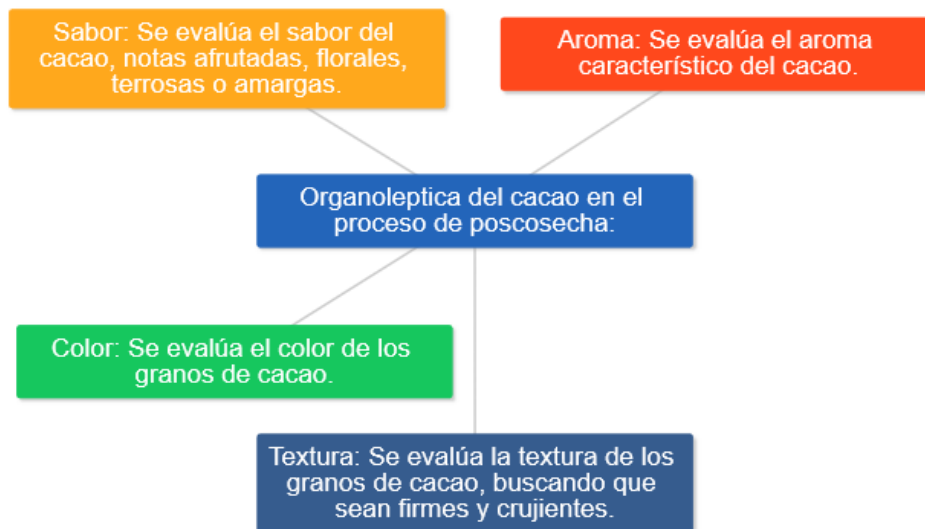 Sabor: Se evalúa el sabor del
cacao, notas afrutadas, florales,
terrosas o amargas.
Aroma: Se evalúa el aroma
característico del cacao.
Organoleptica del cacao en el
proceso de poscosecha:
Color: Se evalúa el color de los
granos de cacao.
Textura: Se evalúa la textura de los
granos de cacao, buscando que
sean firmes y crujientes.